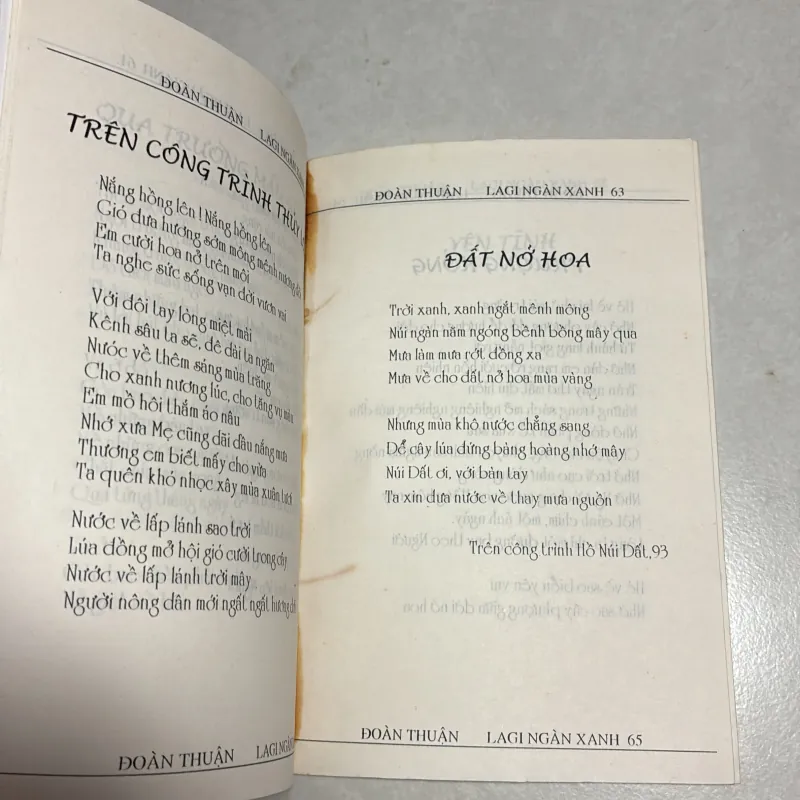 ĐOÀN THUẬN LAGI NGÀN
TRÊN CÔNG TRÌNH THỦY
Nắng hồng lên! Nắng hồng lên
Gió đưa hương sớm mông mênh nương
Em cười hoa nở trên môi
Ta nghe sức sống vạn đời vươn vai
Với đôi tay lòng miệt mài
Kênh sâu ta sẻ, đê dài ta ngăn
Nước về thêm sáng mùa trăng
Cho xanh nương lúc, cho tăng vụ mùa
Em mồ hôi thắm áo nâu
Nhớ xưa Mẹ cũng dãi dầu nắng mưa
Thương em biết mấy cho vừa
Ta quên khó nhọc xây mùa xuân
Nước về lấp lánh sao trời
Lúa đồng mở hội gió cười trong
Nước về lấp lánh trời mây
Người nông dân mới ngất ngất hương
ĐOÀN THUẬN LAGI NGÀN
ĐOÀN THUẬN LAGI NGÀN XANH 63
ĐẤT NỞ HOA
Trời xanh, xanh ngắt mênh mông
Núi ngàn năm ngóng bềnh bồng mây qua
Mưa làm mưa rớt đồng xa
Mưa về cho đất nở hoa mùa vàng
Nhưng mùa khô nước chẳng sang
Để cây lúa đứng bàng hoàng nhớ mây
Núi Đất ơi, với bàn tay
Ta xin đưa nước về thay mưa nguồn
Trên công trình Hồ Núi Đất,93
ĐOÀN THUẬN LAGI NGÀN XANH 65